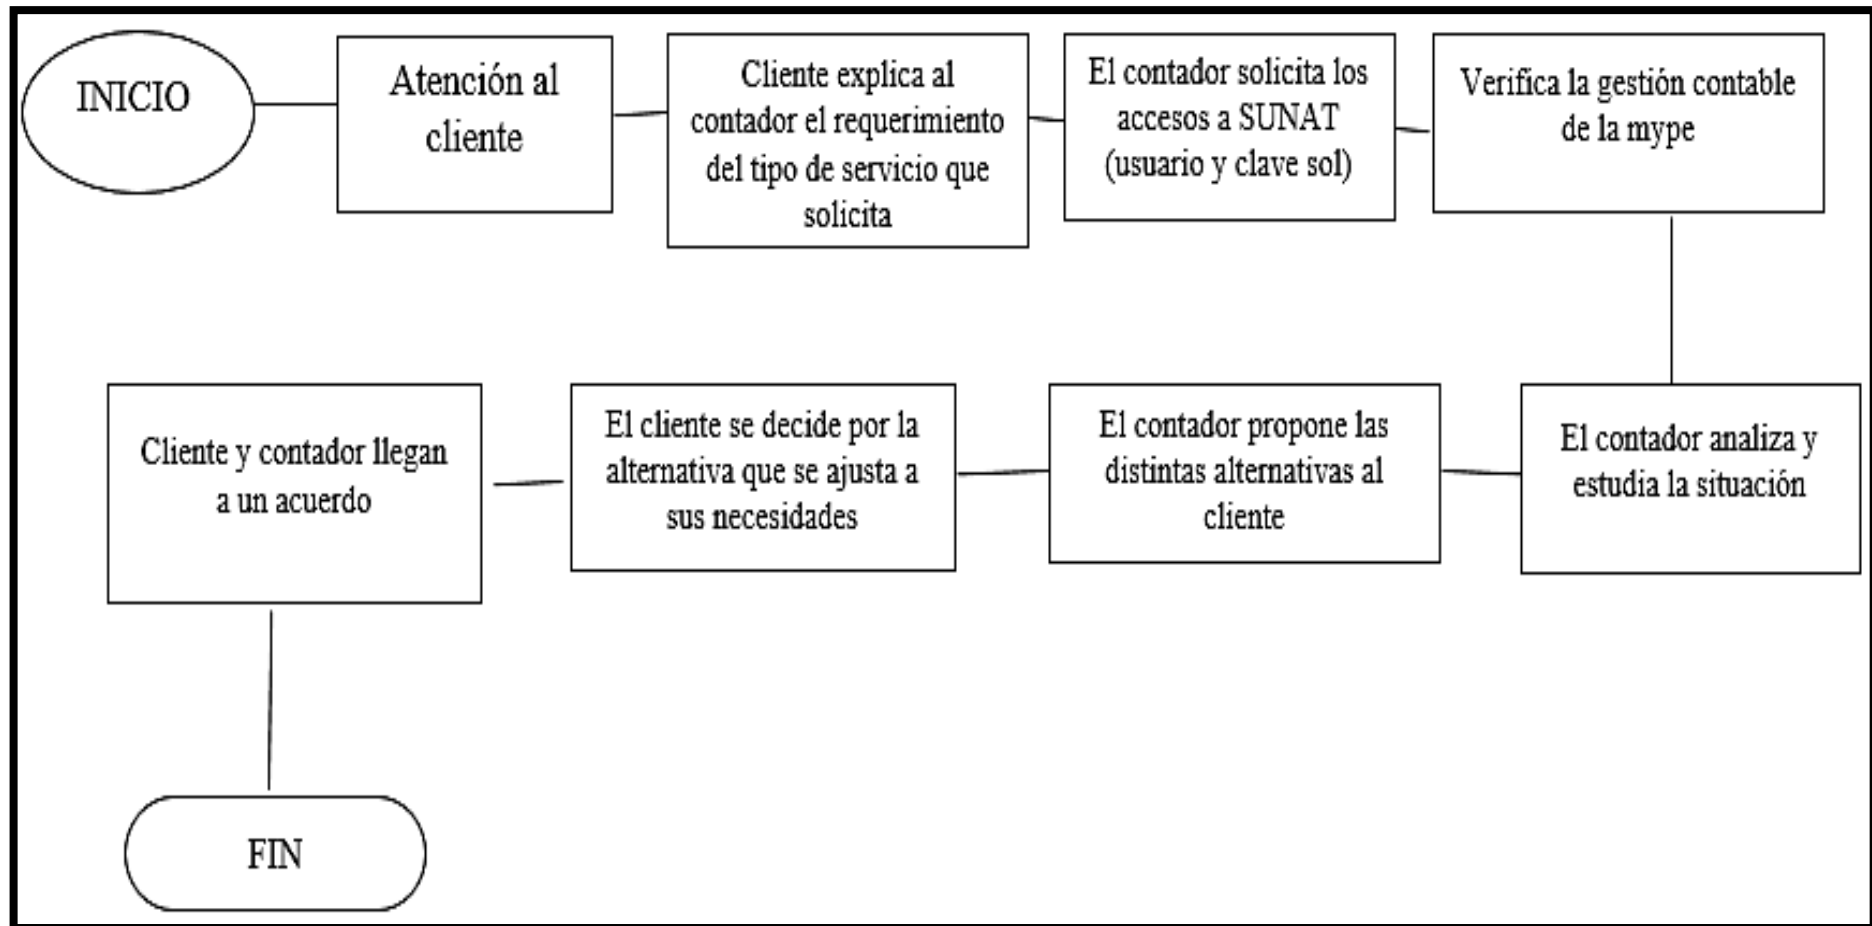 INICIO
Atención al
cliente
Cliente explica al
contador el requerimiento
del tipo de servicio que
solicita
El contador solicita los
accesos a SUNAT
(usuario y clave sol)
Verifica la gestión contable
de la mype
El contador analiza y
estudia la situación
El contador propone las
distintas alternativas al
cliente
El cliente se decide por la
alternativa que se ajusta a
sus necesidades
Cliente y contador llegan
a un acuerdo
FIN